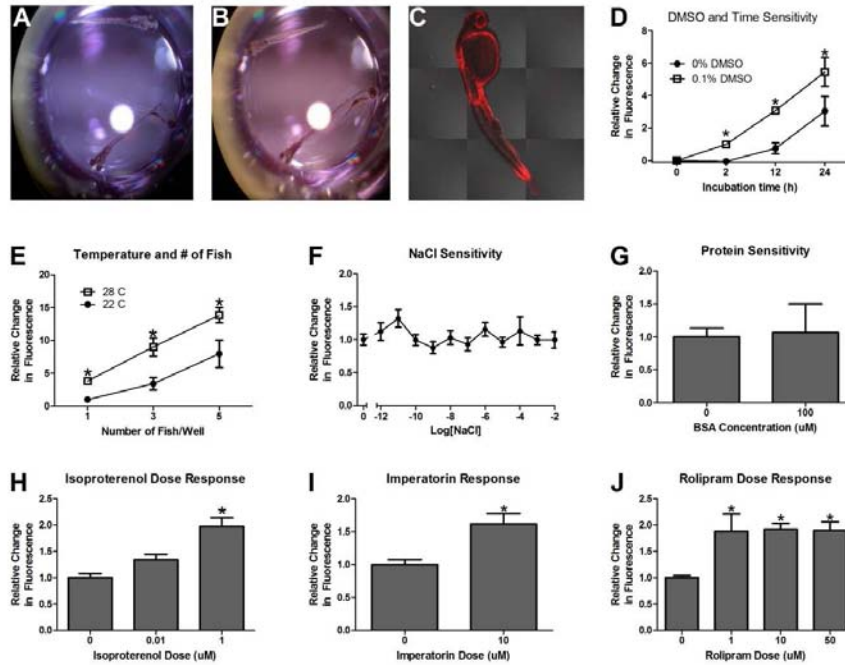 A
B
C
D
DMSO and Time Sensitivity
Relative Change
in Fluorescence
8
6
4
2
0
0% DMSO
0.1% DMSO
*
*
*
0
2
12
24
Incubation time (h)
E
Temperature and # of Fish
Relative Change
in Fluorescence
20
15
10
5
0
28 C
22 C
*
*
*
1
3
5
Number of Fish/Well
F
NaCl Sensitivity
Relative Change
in Fluorescence
2.0
1.5
1.0
0.5
0.0
0
-12
-10
-8
-6
-4
-2
Log[NaCl]
G
Protein Sensitivity
Relative Change
in Fluorescence
2.0
1.5
1.0
0.5
0.0
0
100
BSA Concentration (uM)
H
Isoproterenol Dose Response
Relative Change
in Fluorescence
2.5
2.0
1.5
1.0
0.5
0.0
*
0
0.01
1
Isoproterenol Dose (uM)
I
Imperatorin Response
Relative Change
in Fluorescence
2.0
1.5
1.0
0.5
0.0
*
0
10
Imperatorin Dose (uM)
J
Rolipram Dose Response
Relative Change
in Fluorescence
2.5
2.0
1.5
1.0
0.5
0.0
*
*
*
0
1
10
50
Rolipram Dose (uM)